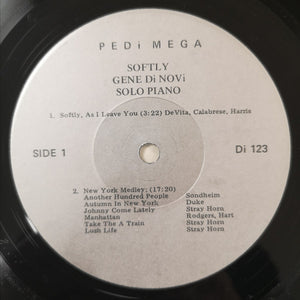 PEDi MEGA
SOFTLY
GENE Di NOVi
SOLO PIANO
1. Softly, As I Leave You (3:22) DeVita, Calabrese, Harris
SIDE 1 Di 123
2. New York Medley: (17:20)
Another Hundred People Sondheim
Autumn In New York Duke
Johnny Come Lately Stray Horn
Manhattan Rodgers, Hart
Take The A Train Stray Horn
Lush Life Stray Horn